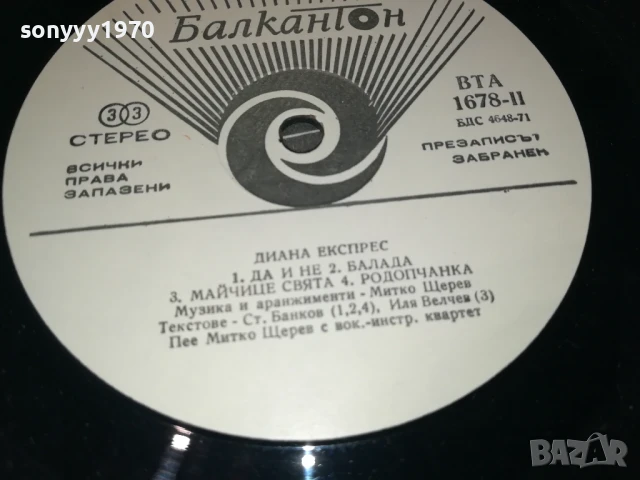 sonyyy1970
БалканТон
33
СТЕРЕО
ВСИЧКИ
ПРАВА
ЗАПАЗЕНИ
ВТА
1678-II
БДС 4648-71
ПРЕЗАПИСЪТ
ЗАБРАНЕН
ДИАНА ЕКСПРЕС
1. ДА И НЕ 2. БАЛАДА
3. МАЙЧИЦЕ СВЯТА 4. РОДОПЧАНКА
Музика и аранжименти - Митко Щерев
Текстове - Ст. Банков (1,2,4), Иля Велчев (3)
Пее Митко Щерев с вок.-инстр. квартет
BAZAR